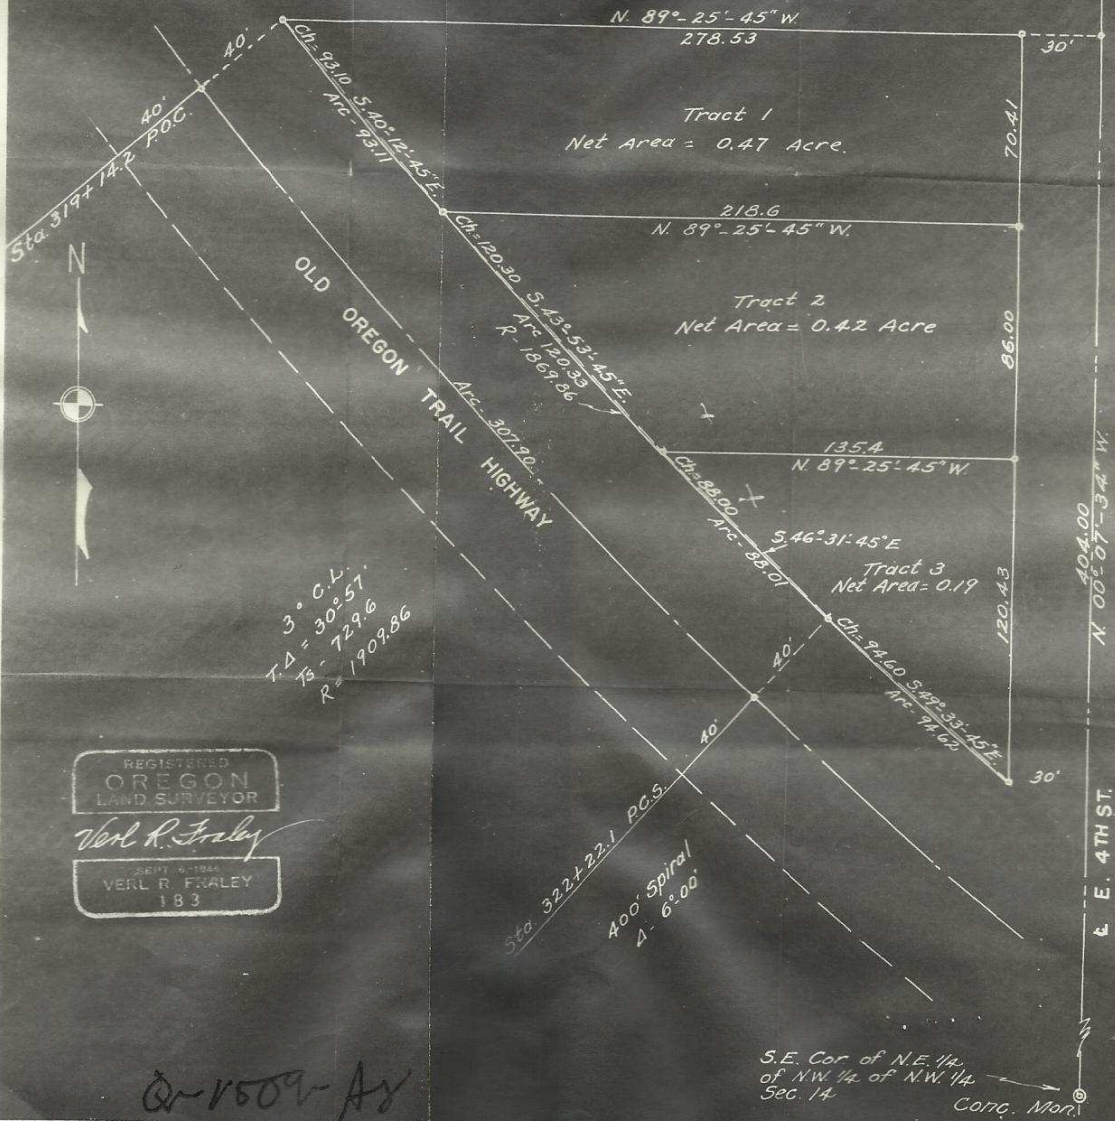 N. 89°-25'-45" W.
278.53
30'
40'
40'
Sta. 319+14.2 P.O.C.
Ch.= 93.10 S. 40°-12'-45" E.
Arc - 93.11
Tract 1
Net Area = 0.47 Acre.
70.41
218.6
N. 89°-25'-45" W.
N
Ch.= 120.30 S. 43°-53'-45" E.
Arc 120.33
R - 1869.86
Tract 2
Net Area = 0.42 Acre
86.00
OLD OREGON TRAIL HIGHWAY
Arc - 307.90
135.4
N. 89°-25'-45" W.
Ch.= 88.00
Arc - 88.01
S. 46°-31'-45" E
Tract 3
Net Area = 0.19
120.43
404.00
N. 00°-07'-34" W.
3° C.L.
T. Δ = 30°-57'
Ts - 729.6
R = 1909.86
40'
Ch.= 94.60 S. 49°-33'-45" E.
Arc - 94.62
40'
30'
Sta. 322+22.1 P.C.S.
400' Spiral
Δ - 6°-00'
REGISTERED
OREGON
LAND SURVEYOR
Verl R. Fraley
SEPT. 6-1946
VERL R FRALEY
183
℄ E. 4TH ST.
S.E. Cor of N.E. 1/4
of N.W. 1/4 of N.W. 1/4
Sec. 14
Conc. Mon.